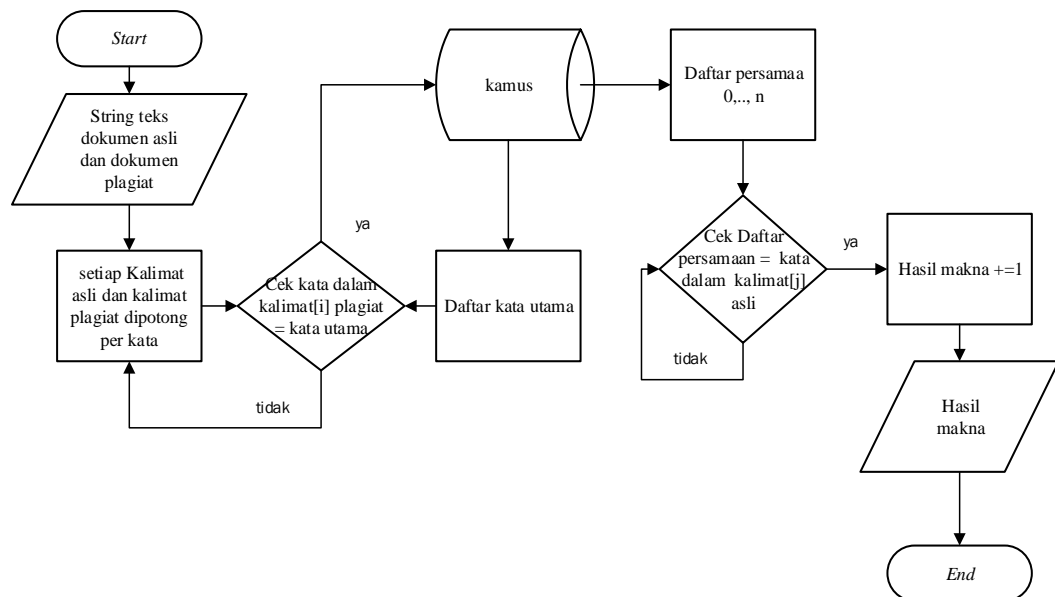 Start
String teks
dokumen asli
dan dokumen
plagiat
setiap Kalimat
asli dan kalimat
plagiat dipotong
per kata
Cek kata dalam
kalimat[i] plagiat
= kata utama
ya
tidak
kamus
Daftar kata utama
Daftar persamaa
0,.., n
Cek Daftar
persamaan = kata
dalam kalimat[j]
asli
ya
tidak
Hasil makna +=1
Hasil
makna
End